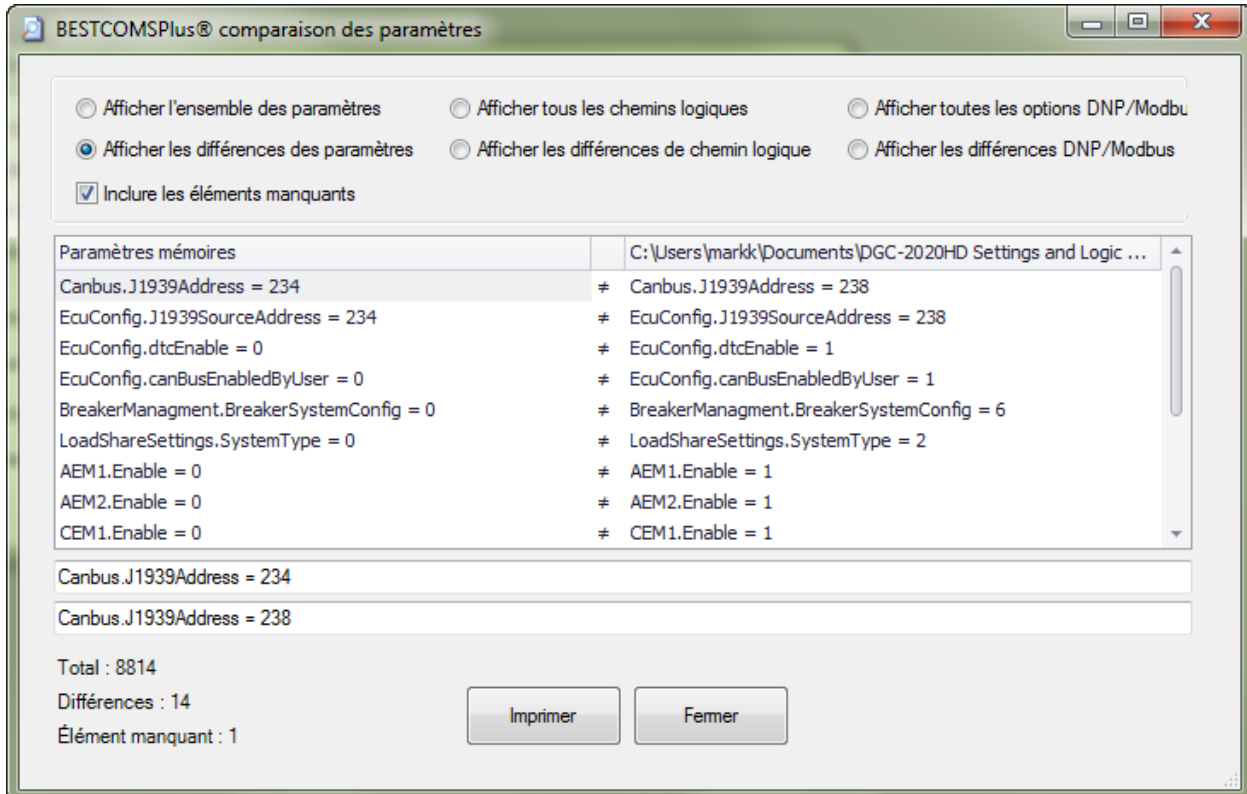 BESTCOMSPlus® comparaison des paramètres
Afficher l'ensemble des paramètres Afficher tous les chemins logiques Afficher toutes les options DNP/Modbu
Afficher les différences des paramètres Afficher les différences de chemin logique Afficher les différences DNP/Modbus
Inclure les éléments manquants
Paramètres mémoires C:\Users\markk\Documents\DGC-2020HD Settings and Logic ...
Canbus.J1939Address = 234 ≠ Canbus.J1939Address = 238
EcuConfig.J1939SourceAddress = 234 ≠ EcuConfig.J1939SourceAddress = 238
EcuConfig.dtcEnable = 0 ≠ EcuConfig.dtcEnable = 1
EcuConfig.canBusEnabledByUser = 0 ≠ EcuConfig.canBusEnabledByUser = 1
BreakerManagment.BreakerSystemConfig = 0 ≠ BreakerManagment.BreakerSystemConfig = 6
LoadShareSettings.SystemType = 0 ≠ LoadShareSettings.SystemType = 2
AEM1.Enable = 0 ≠ AEM1.Enable = 1
AEM2.Enable = 0 ≠ AEM2.Enable = 1
CEM1.Enable = 0 ≠ CEM1.Enable = 1
Canbus.J1939Address = 234
Canbus.J1939Address = 238
Total : 8814
Différences : 14
Élément manquant : 1
Imprimer Fermer